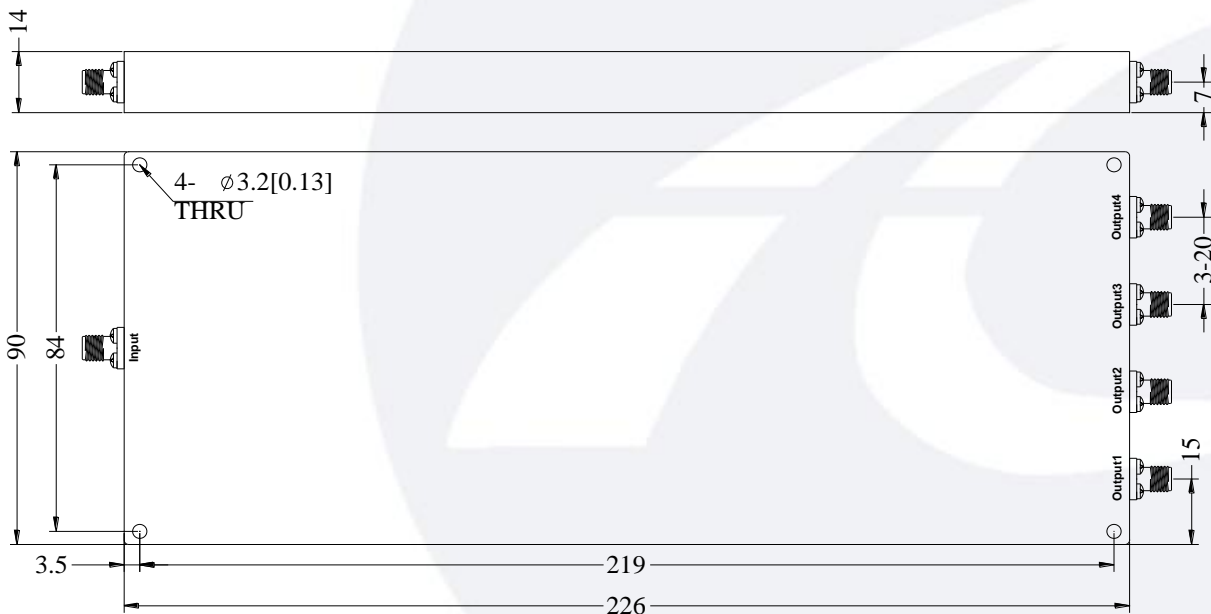 14
7
4- ⌀3.2[0.13]
THRU
90
84
Input
Output4
3-20
Output3
Output2
Output1
15
3.5
219
226